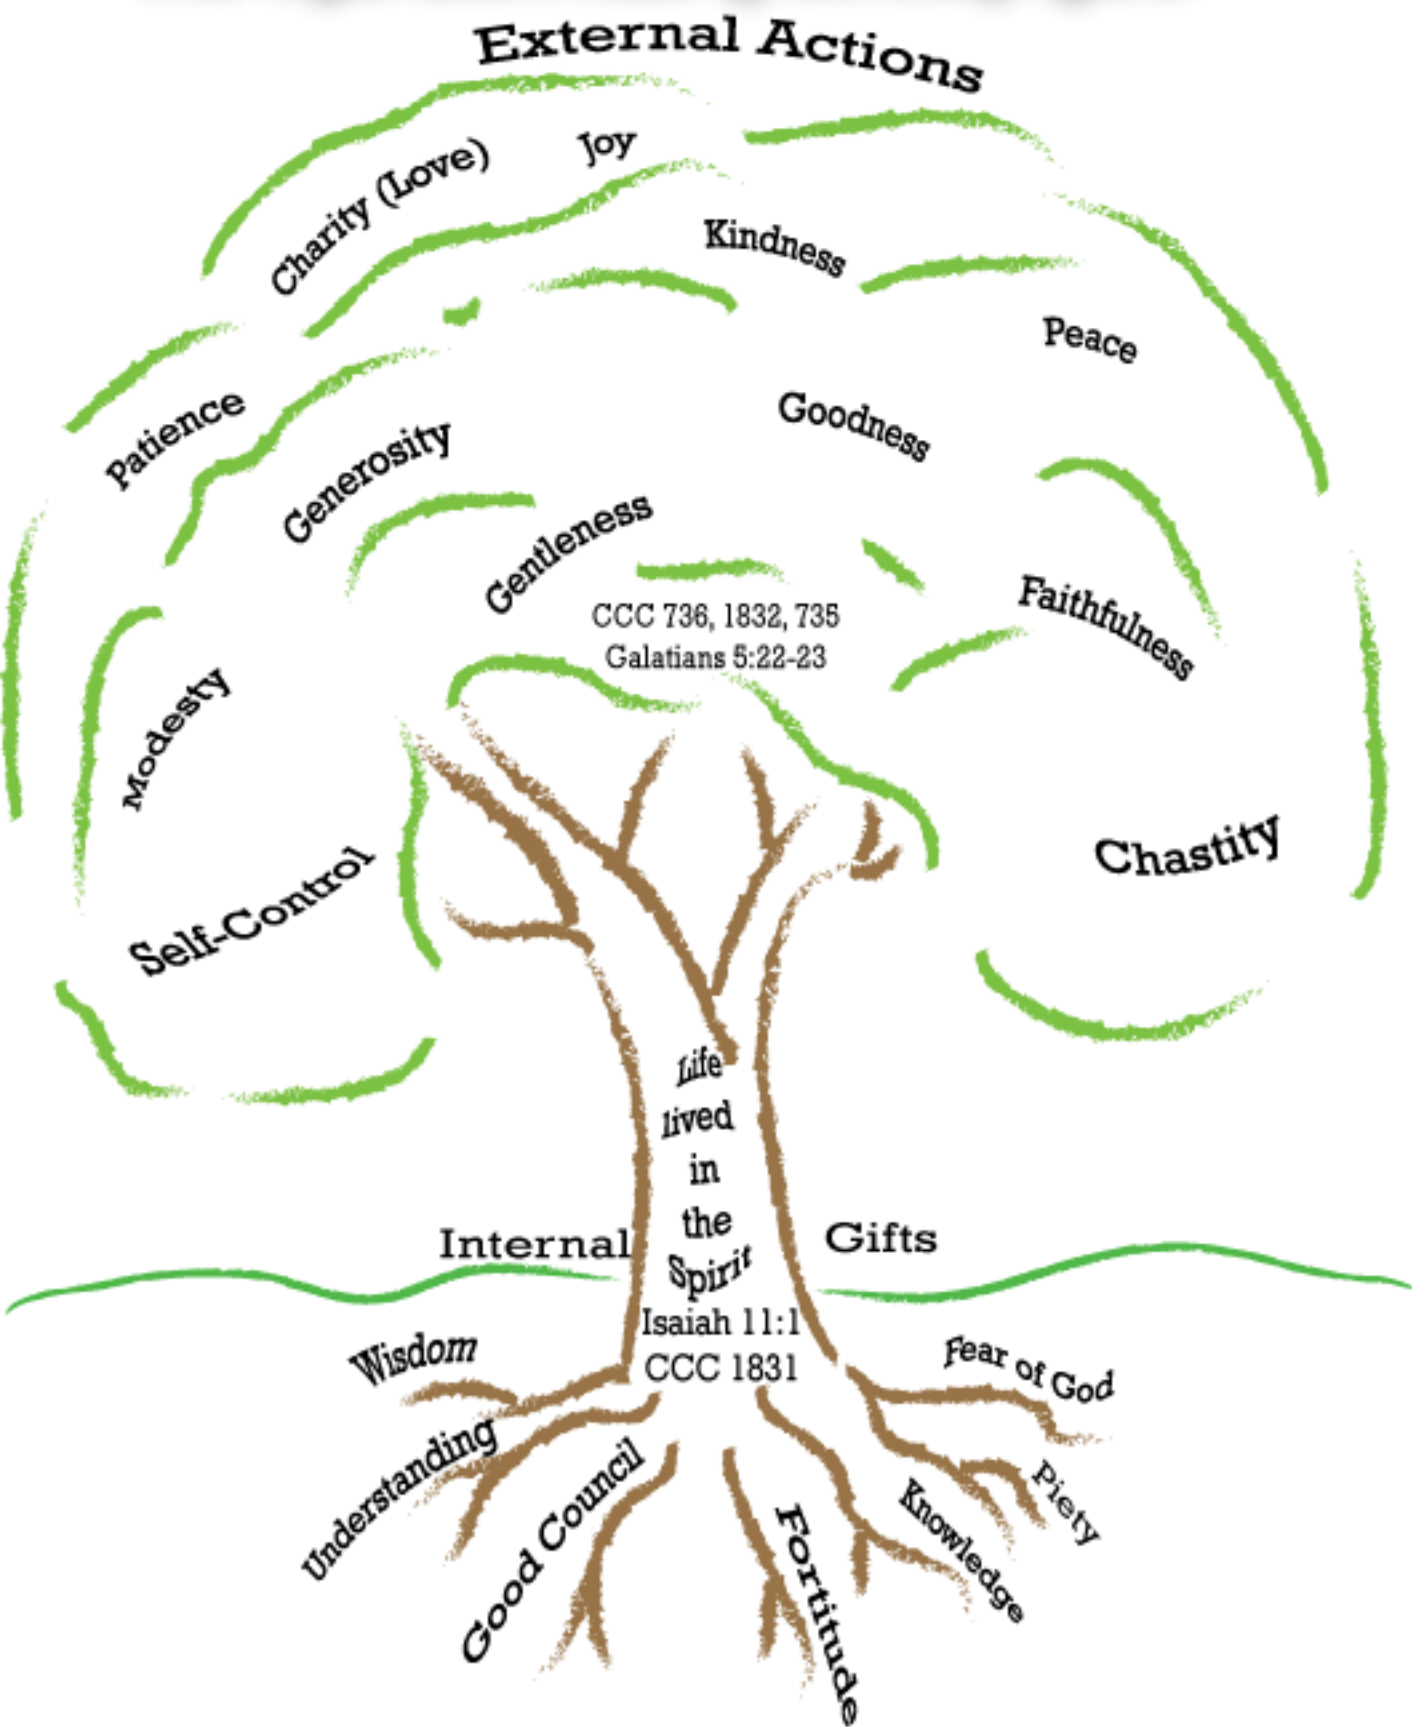 External Actions
Charity (Love)
Joy
Kindness
Peace
Patience
Generosity
Goodness
Gentleness
CCC 736, 1832, 735
Galatians 5:22-23
Faithfulness
Modesty
Self-Control
Chastity
Life
lived
in
the
Spirit
Internal
Gifts
Isaiah 11:1
CCC 1831
Wisdom
Fear of God
Understanding
Good Council
Fortitude
Knowledge
Piety